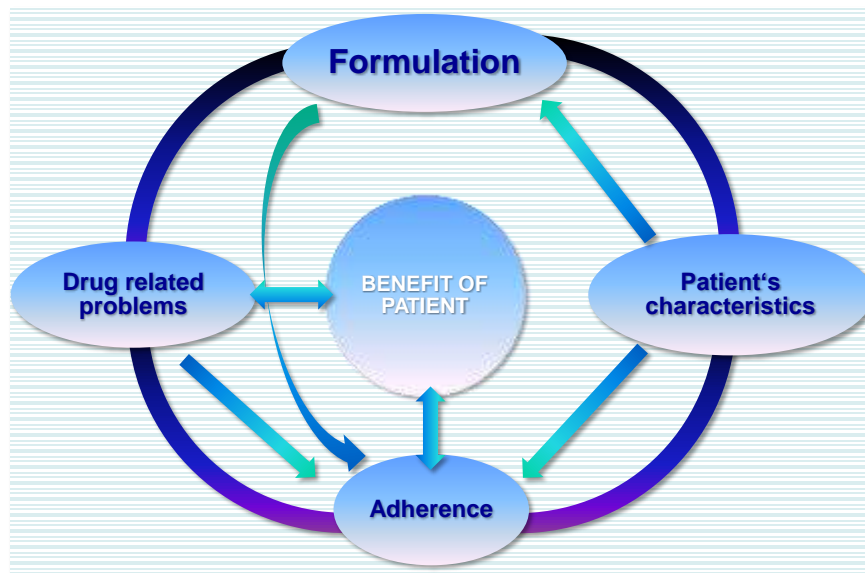 Formulation
Drug related
problems
BENEFIT OF
PATIENT
Patient‘s
characteristics
Adherence